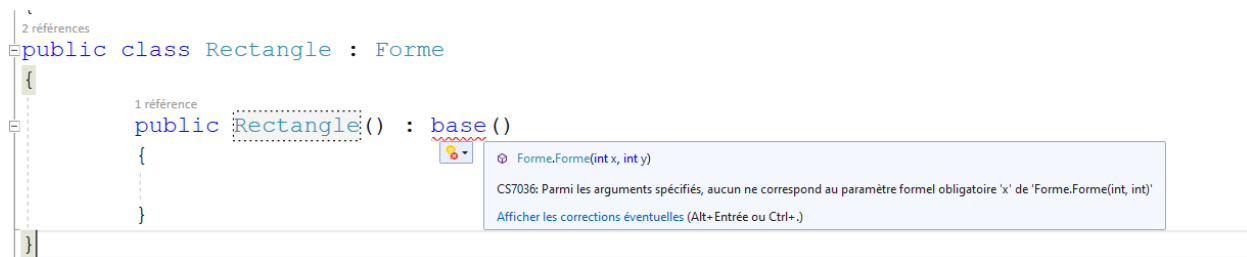 {
2 références
public class Rectangle : Forme
{
1 référence
public Rectangle() : base()
{
Forme.Forme(int x, int y)
CS7036: Parmi les arguments spécifiés, aucun ne correspond au paramètre formel obligatoire 'x' de 'Forme.Forme(int, int)'
}
Afficher les corrections éventuelles (Alt+Entrée ou Ctrl+.)
}